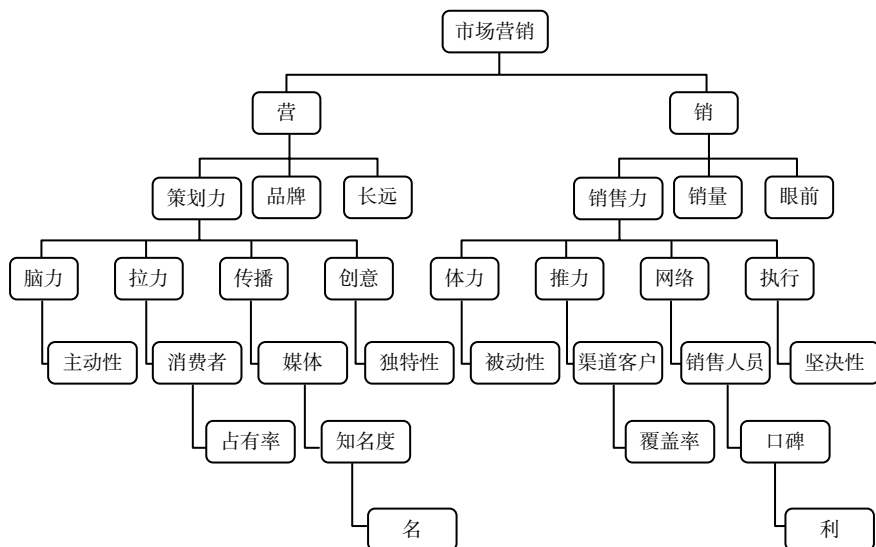 市场营销
营
销
策划力
品牌
长远
销售力
销量
眼前
脑力
拉力
传播
创意
体力
推力
网络
执行
主动性
消费者
媒体
独特性
被动性
渠道客户
销售人员
坚决性
占有率
知名度
覆盖率
口碑
名
利